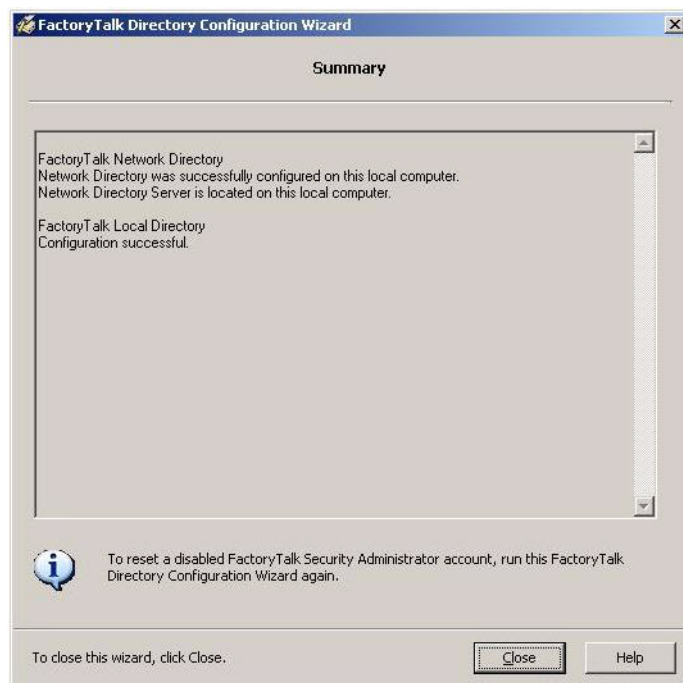 FactoryTalk Directory Configuration Wizard
Summary
FactoryTalk Network Directory
Network Directory was successfully configured on this local computer.
Network Directory Server is located on this local computer.
FactoryTalk Local Directory
Configuration successful.
To reset a disabled FactoryTalk Security Administrator account, run this FactoryTalk
Directory Configuration Wizard again.
To close this wizard, click Close.
Close
Help